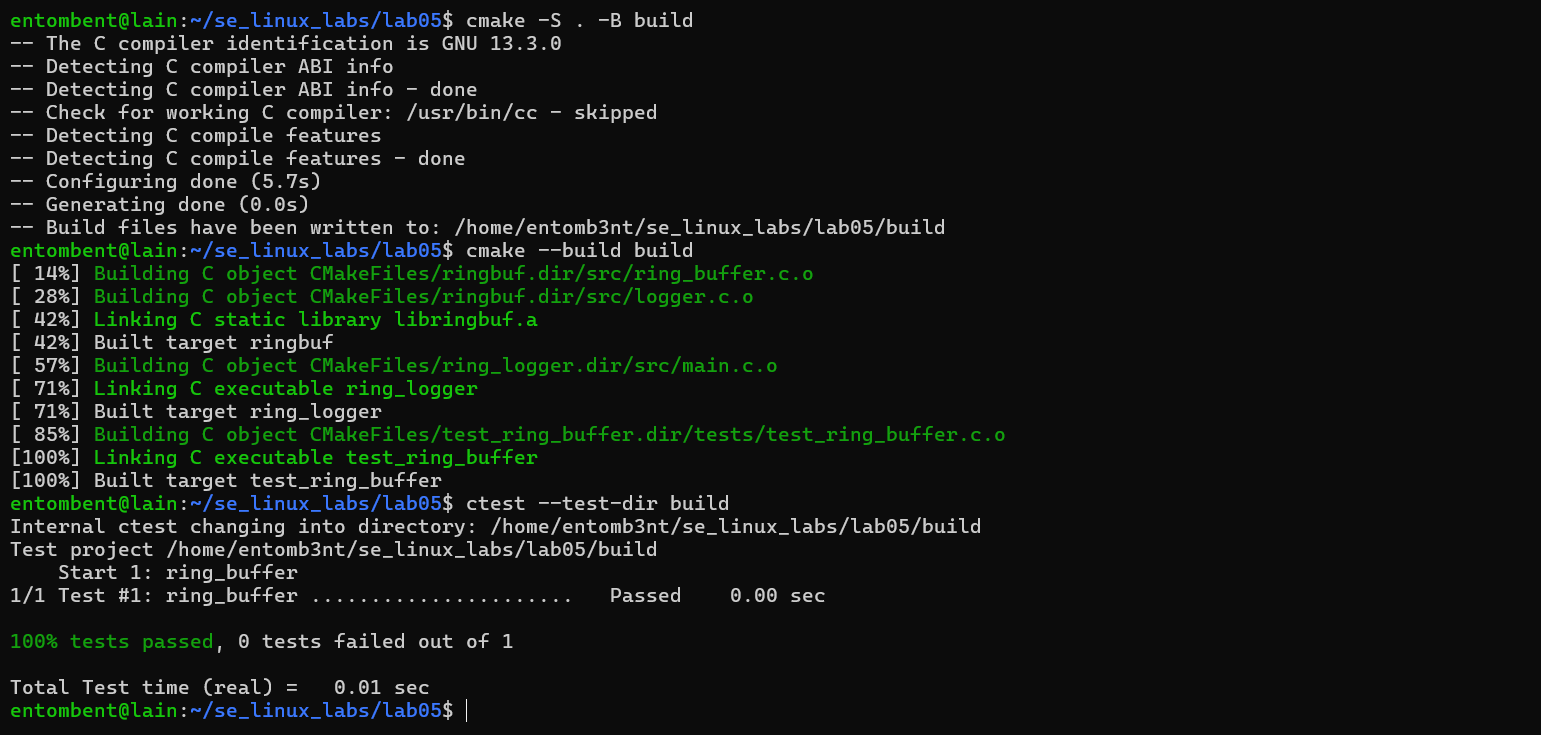 entombent@lain:~/se_linux_labs/lab05$ cmake -S . -B build
-- The C compiler identification is GNU 13.3.0
-- Detecting C compiler ABI info
-- Detecting C compiler ABI info - done
-- Check for working C compiler: /usr/bin/cc - skipped
-- Detecting C compile features
-- Detecting C compile features - done
-- Configuring done (5.7s)
-- Generating done (0.0s)
-- Build files have been written to: /home/entomb3nt/se_linux_labs/lab05/build
entombent@lain:~/se_linux_labs/lab05$ cmake --build build
[ 14%] Building C object CMakeFiles/ringbuf.dir/src/ring_buffer.c.o
[ 28%] Building C object CMakeFiles/ringbuf.dir/src/logger.c.o
[ 42%] Linking C static library libringbuf.a
[ 42%] Built target ringbuf
[ 57%] Building C object CMakeFiles/ring_logger.dir/src/main.c.o
[ 71%] Linking C executable ring_logger
[ 71%] Built target ring_logger
[ 85%] Building C object CMakeFiles/test_ring_buffer.dir/tests/test_ring_buffer.c.o
[100%] Linking C executable test_ring_buffer
[100%] Built target test_ring_buffer
entombent@lain:~/se_linux_labs/lab05$ ctest --test-dir build
Internal ctest changing into directory: /home/entomb3nt/se_linux_labs/lab05/build
Test project /home/entomb3nt/se_linux_labs/lab05/build
    Start 1: ring_buffer
1/1 Test #1: ring_buffer ......................   Passed    0.00 sec

100% tests passed, 0 tests failed out of 1

Total Test time (real) =   0.01 sec
entombent@lain:~/se_linux_labs/lab05$